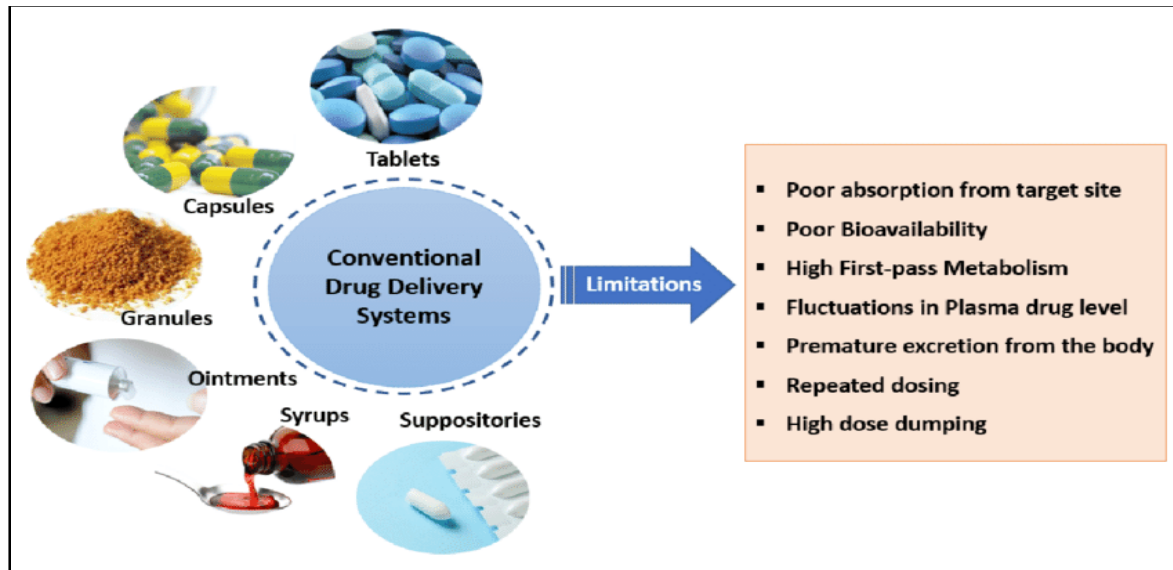 Tablets
Capsules
Granules
Ointments
Syrups
Suppositories
Conventional
Drug Delivery
Systems
Limitations
▪ Poor absorption from target site
▪ Poor Bioavailability
▪ High First-pass Metabolism
▪ Fluctuations in Plasma drug level
▪ Premature excretion from the body
▪ Repeated dosing
▪ High dose dumping